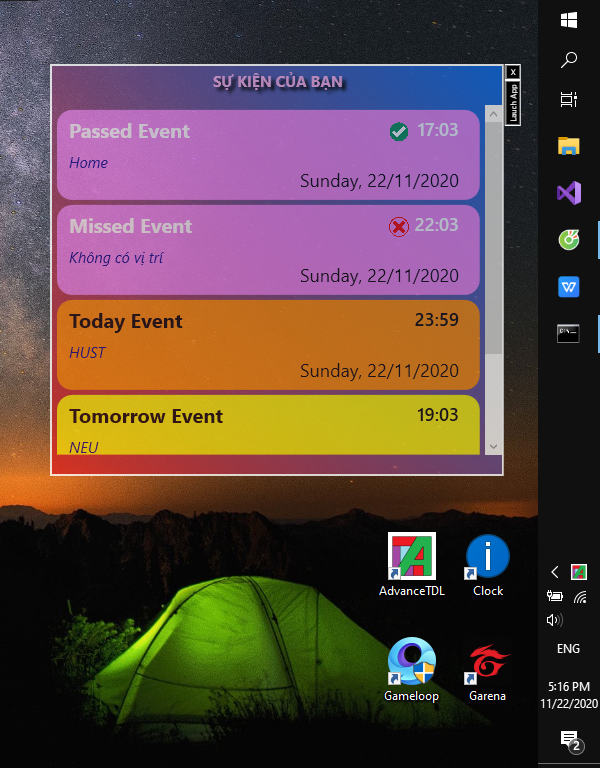 SỰ KIỆN CỦA BẠN
X
Lauch App
Passed Event
17:03
Home
Sunday, 22/11/2020
Missed Event
22:03
Không có vị trí
Sunday, 22/11/2020
Today Event
23:59
HUST
Sunday, 22/11/2020
Tomorrow Event
19:03
NEU
AdvanceTDL
Clock
Gameloop
Garena
ENG
5:16 PM
11/22/2020
2